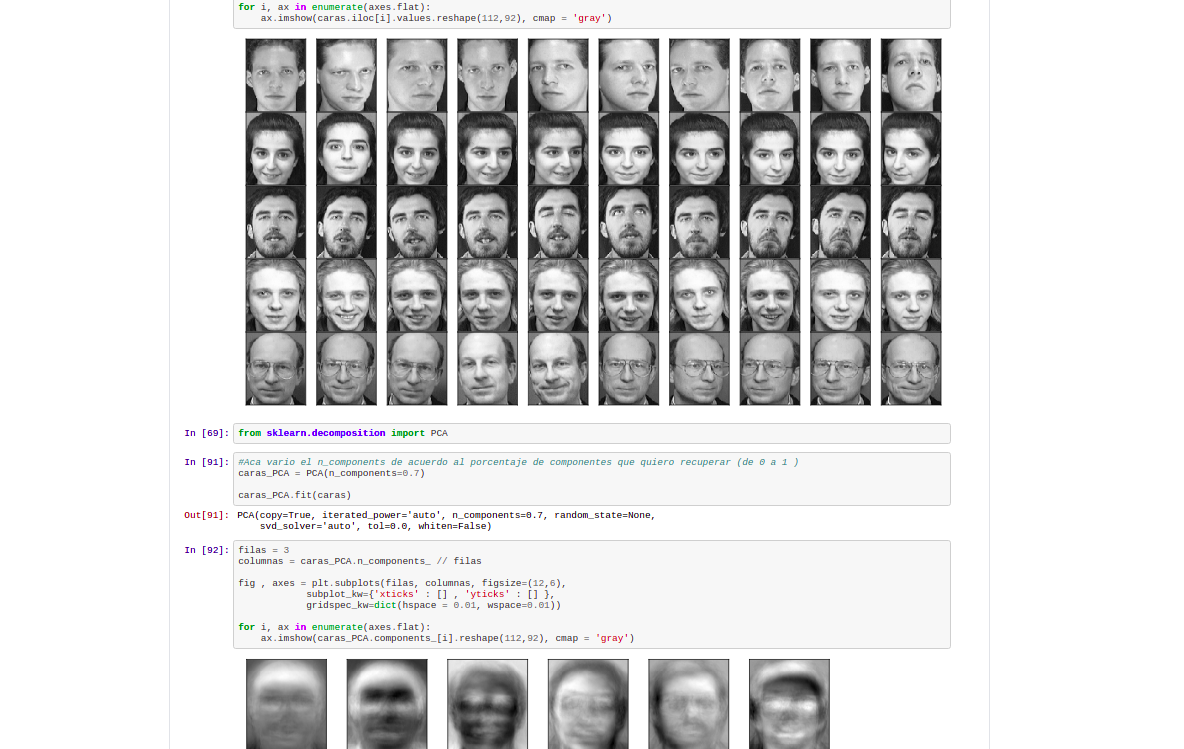 for i, ax in enumerate(axes.flat):
    ax.imshow(caras.iloc[i].values.reshape(112,92), cmap = 'gray')
In [69]: from sklearn.decomposition import PCA
In [91]: #Aca vario el n_components de acuerdo al porcentaje de componentes que quiero recuperar (de 0 a 1 )
caras_PCA = PCA(n_components=0.7)
caras_PCA.fit(caras)
Out[91]: PCA(copy=True, iterated_power='auto', n_components=0.7, random_state=None,
    svd_solver='auto', tol=0.0, whiten=False)
In [92]: filas = 3
columnas = caras_PCA.n_components_ // filas
fig , axes = plt.subplots(filas, columnas, figsize=(12,6),
            subplot_kw={'xticks' : [] , 'yticks' : [] },
            gridspec_kw=dict(hspace = 0.01, wspace=0.01))
for i, ax in enumerate(axes.flat):
    ax.imshow(caras_PCA.components_[i].reshape(112,92), cmap = 'gray')